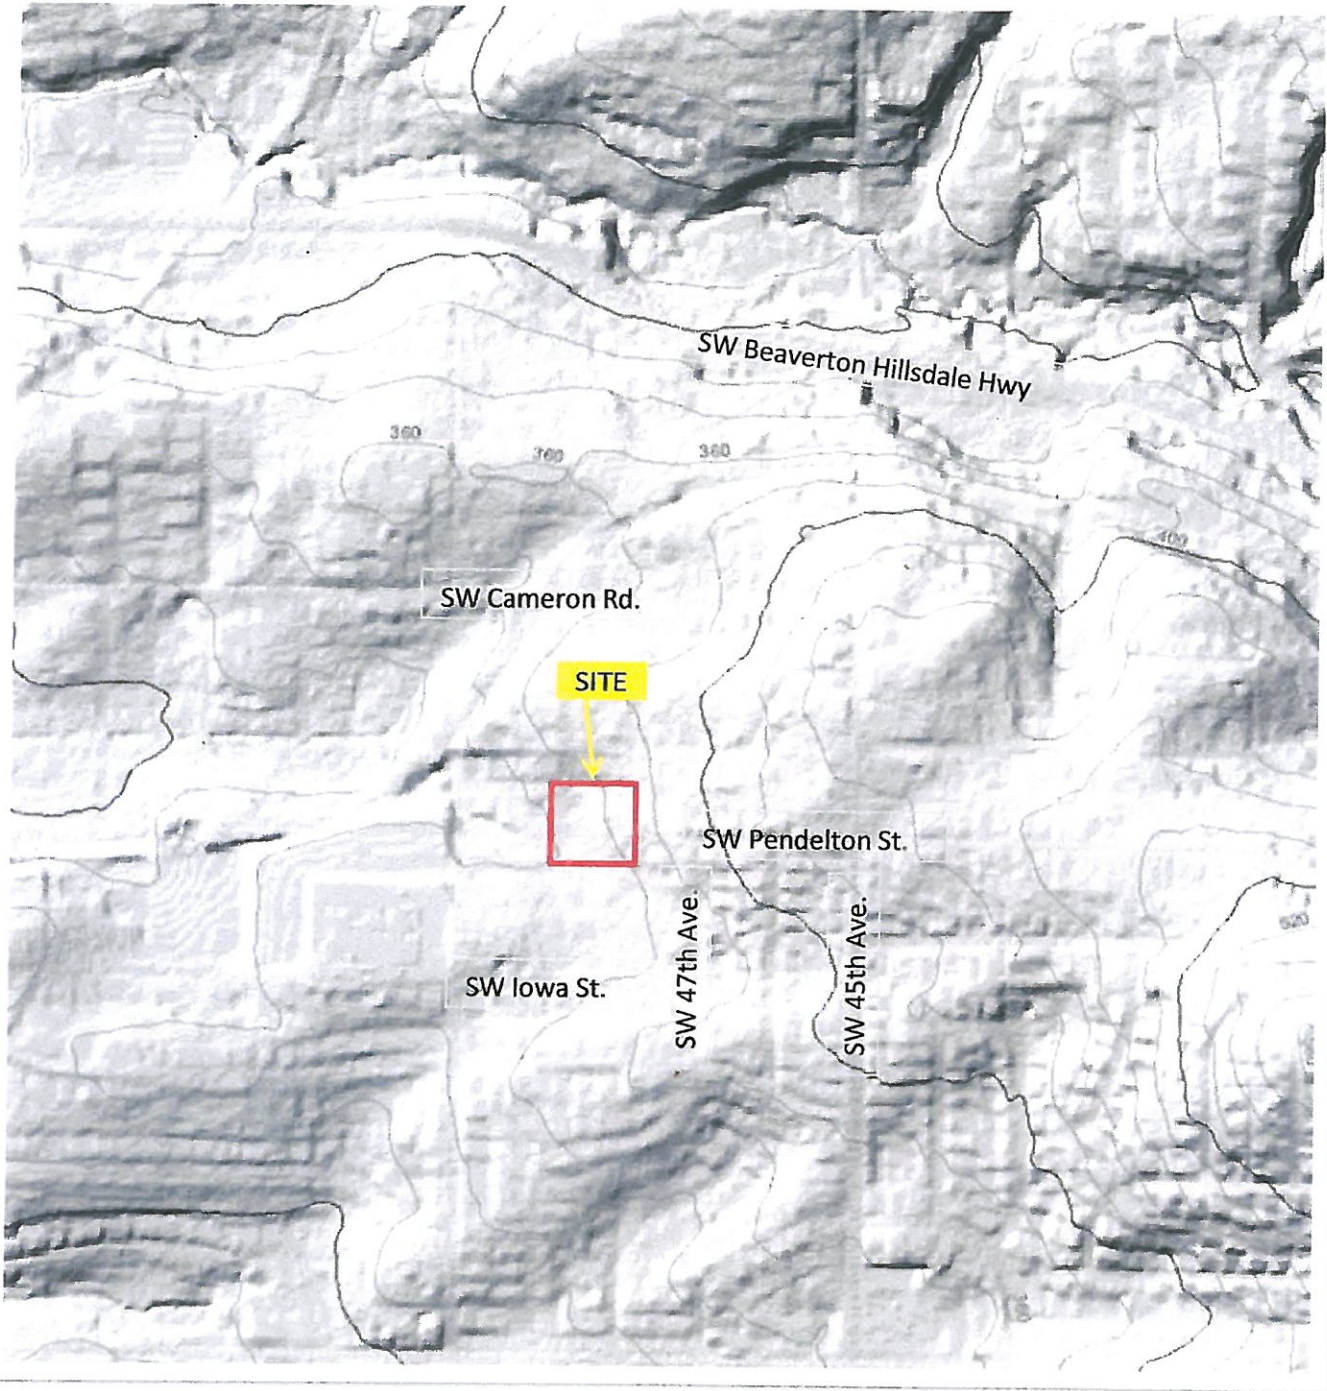 SW Beaverton Hillsdale Hwy
360
360
360
400
SW Cameron Rd.
SITE
SW Pendelton St.
SW 47th Ave.
SW 45th Ave.
SW Iowa St.